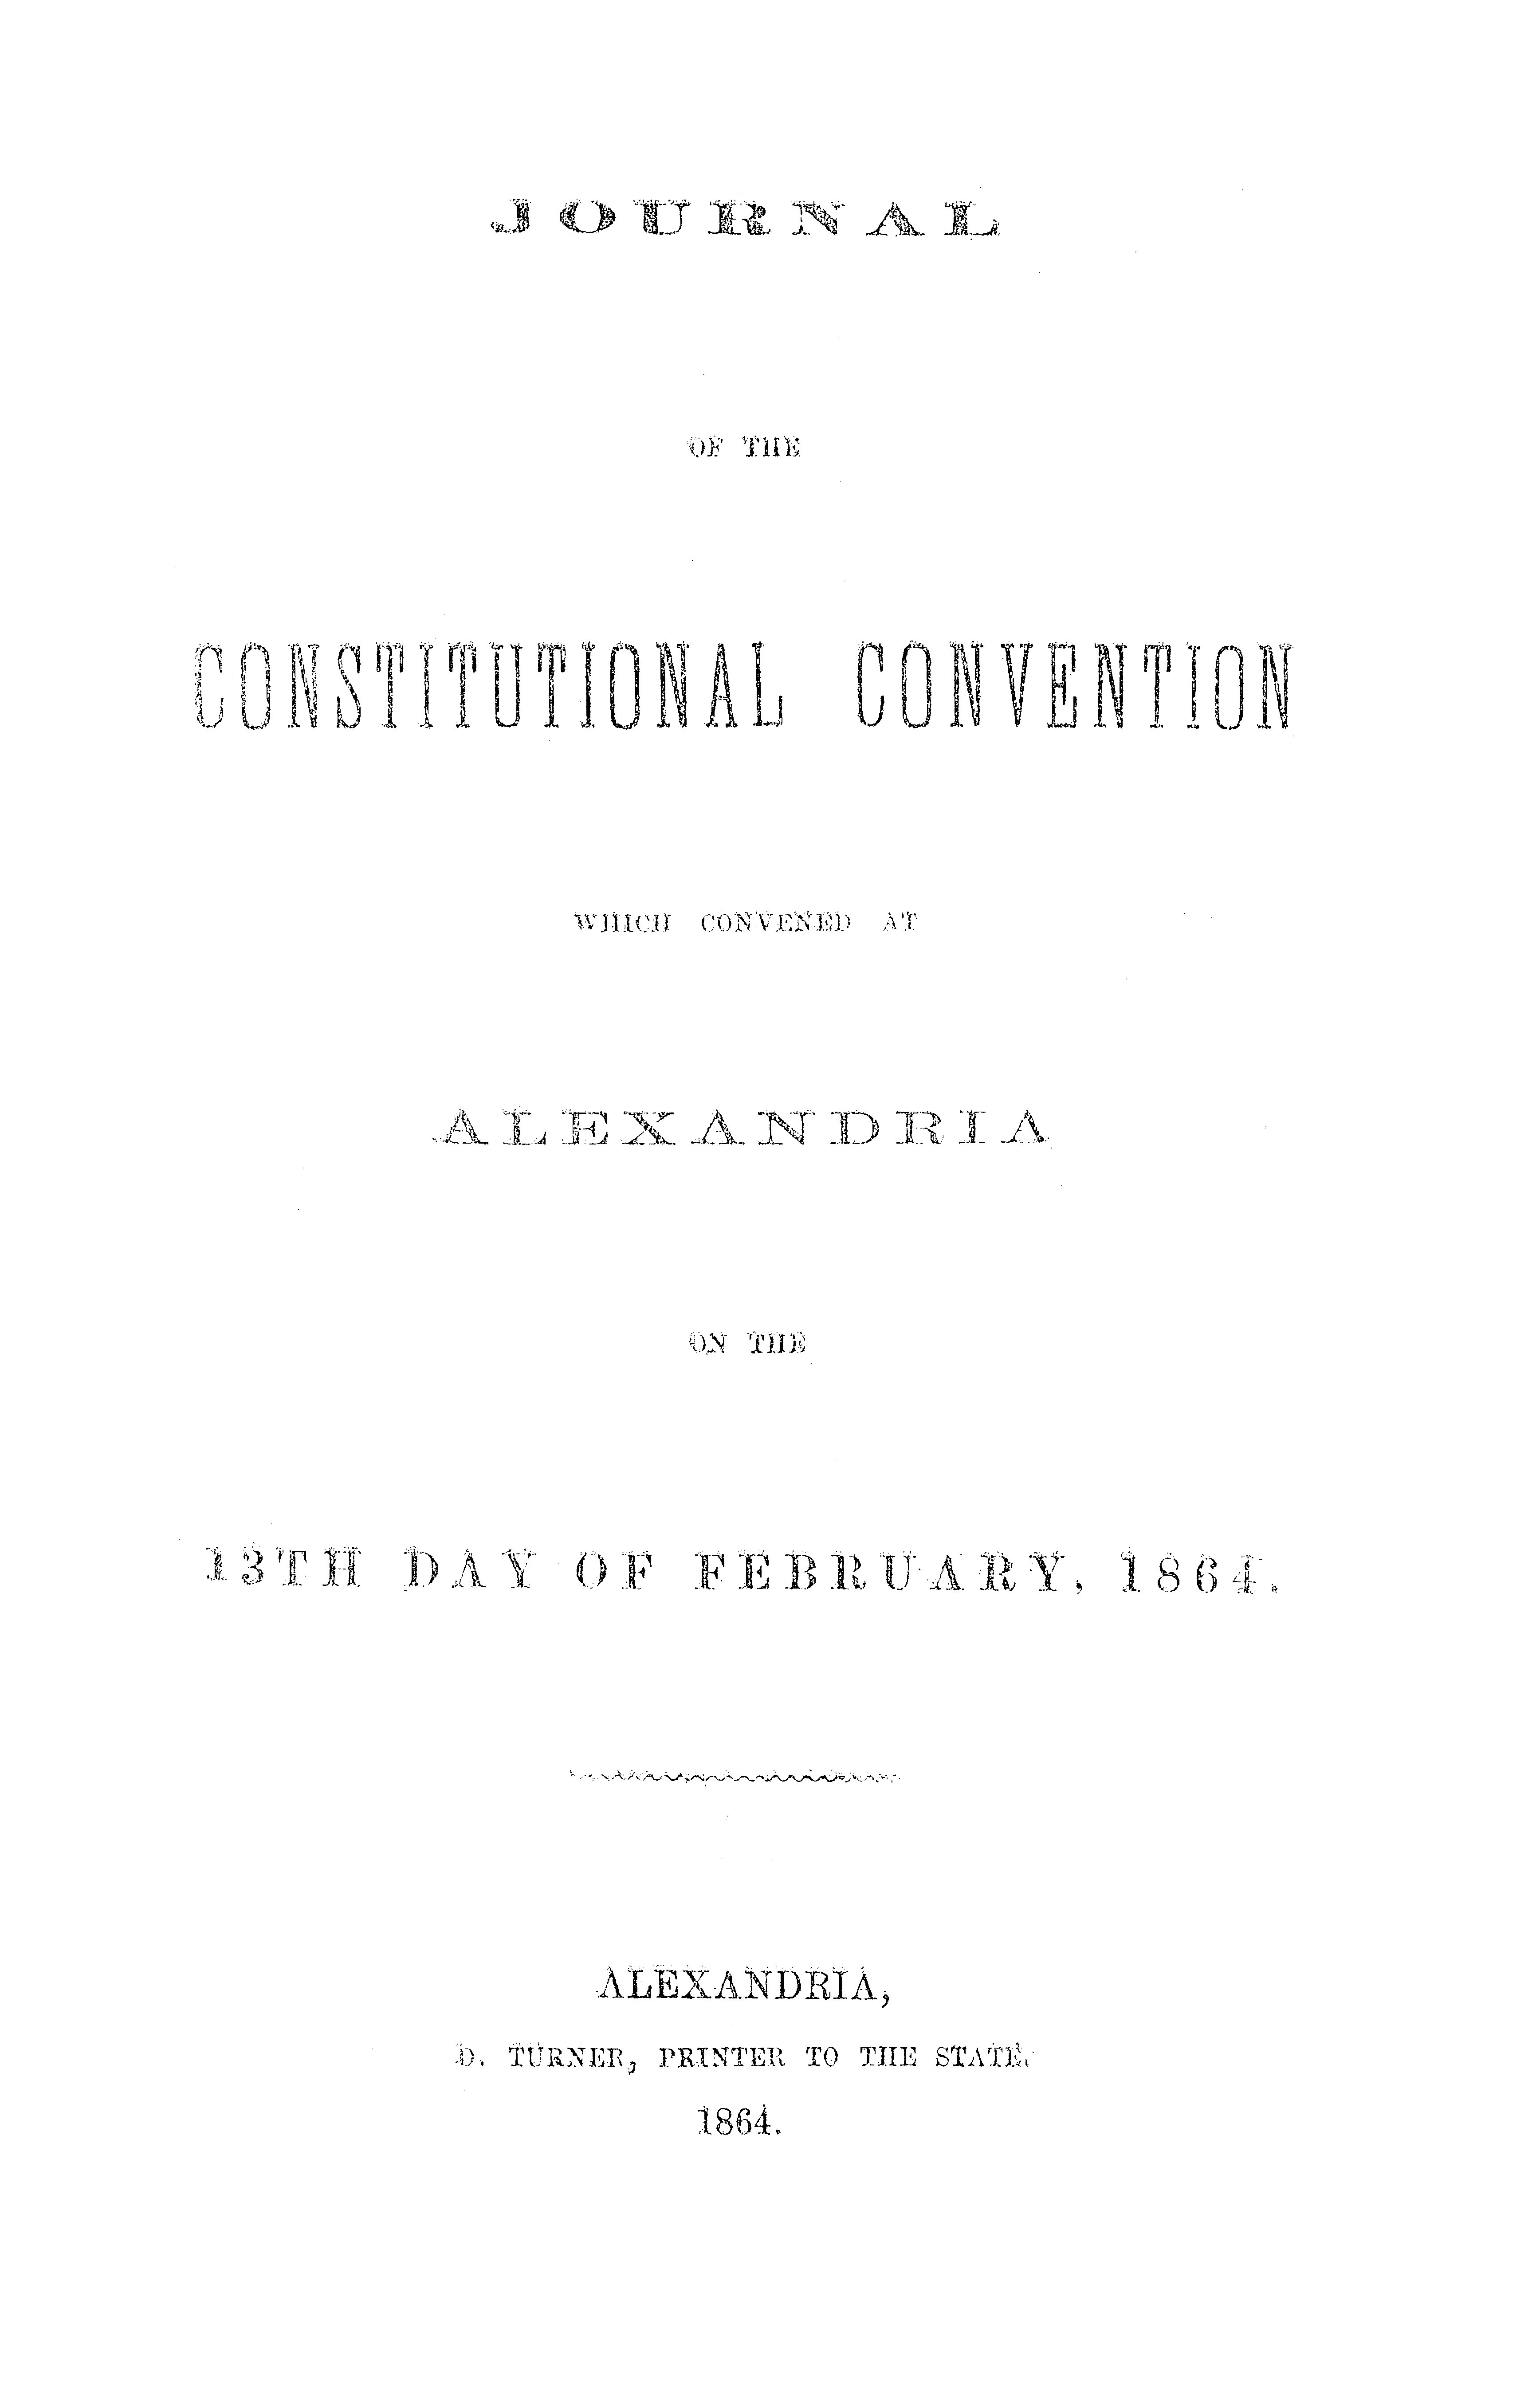 JOURNAL
OF THE
CONSTITUTIONAL CONVENTION
WHICH CONVENED AT
ALEXANDRIA
ON THE
13TH DAY OF FEBRUARY, 1864.
ALEXANDRIA,
D. TURNER, PRINTER TO THE STATE.
1864.